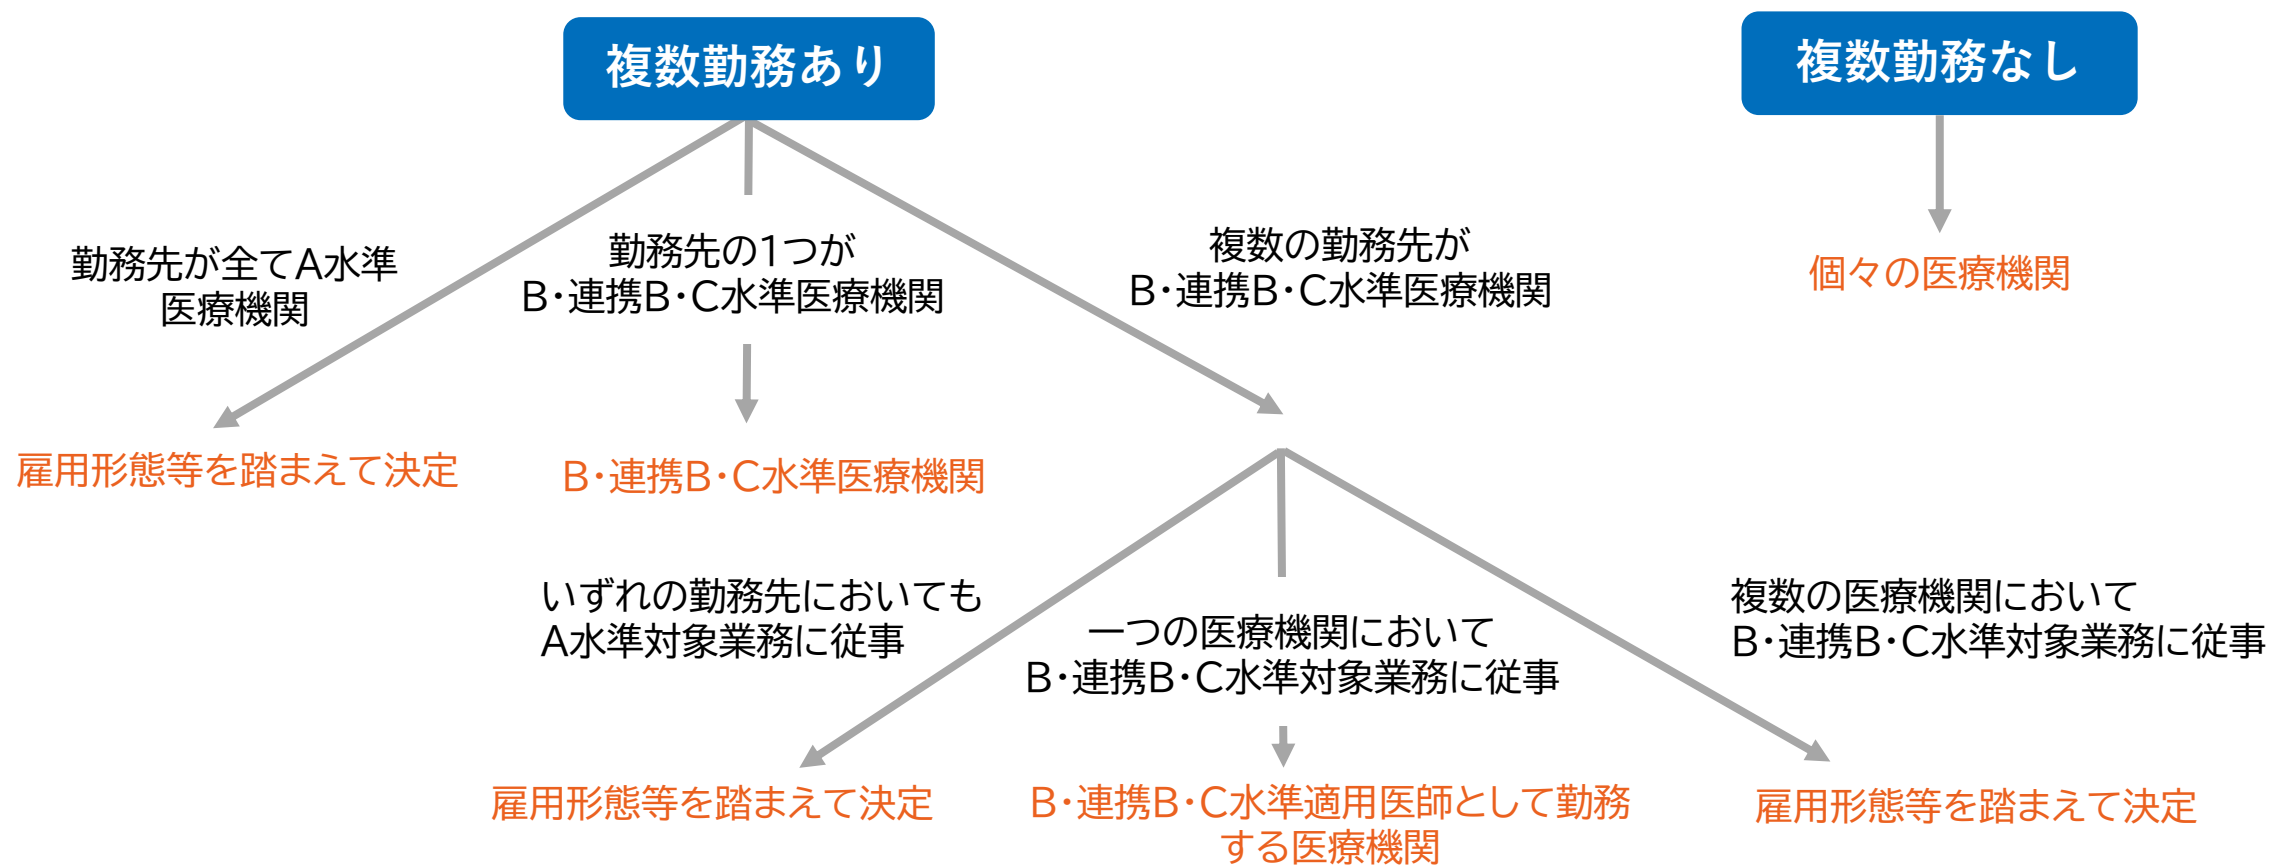 複数勤務あり
複数勤務なし
勤務先が全てA水準
医療機関
勤務先の1つが
B・連携B・C水準医療機関
複数の勤務先が
B・連携B・C水準医療機関
個々の医療機関
雇用形態等を踏まえて決定
B・連携B・C水準医療機関
いずれの勤務先においても
A水準対象業務に従事
一つの医療機関において
B・連携B・C水準対象業務に従事
複数の医療機関において
B・連携B・C水準対象業務に従事
雇用形態等を踏まえて決定
B・連携B・C水準適用医師として勤務
する医療機関
雇用形態等を踏まえて決定